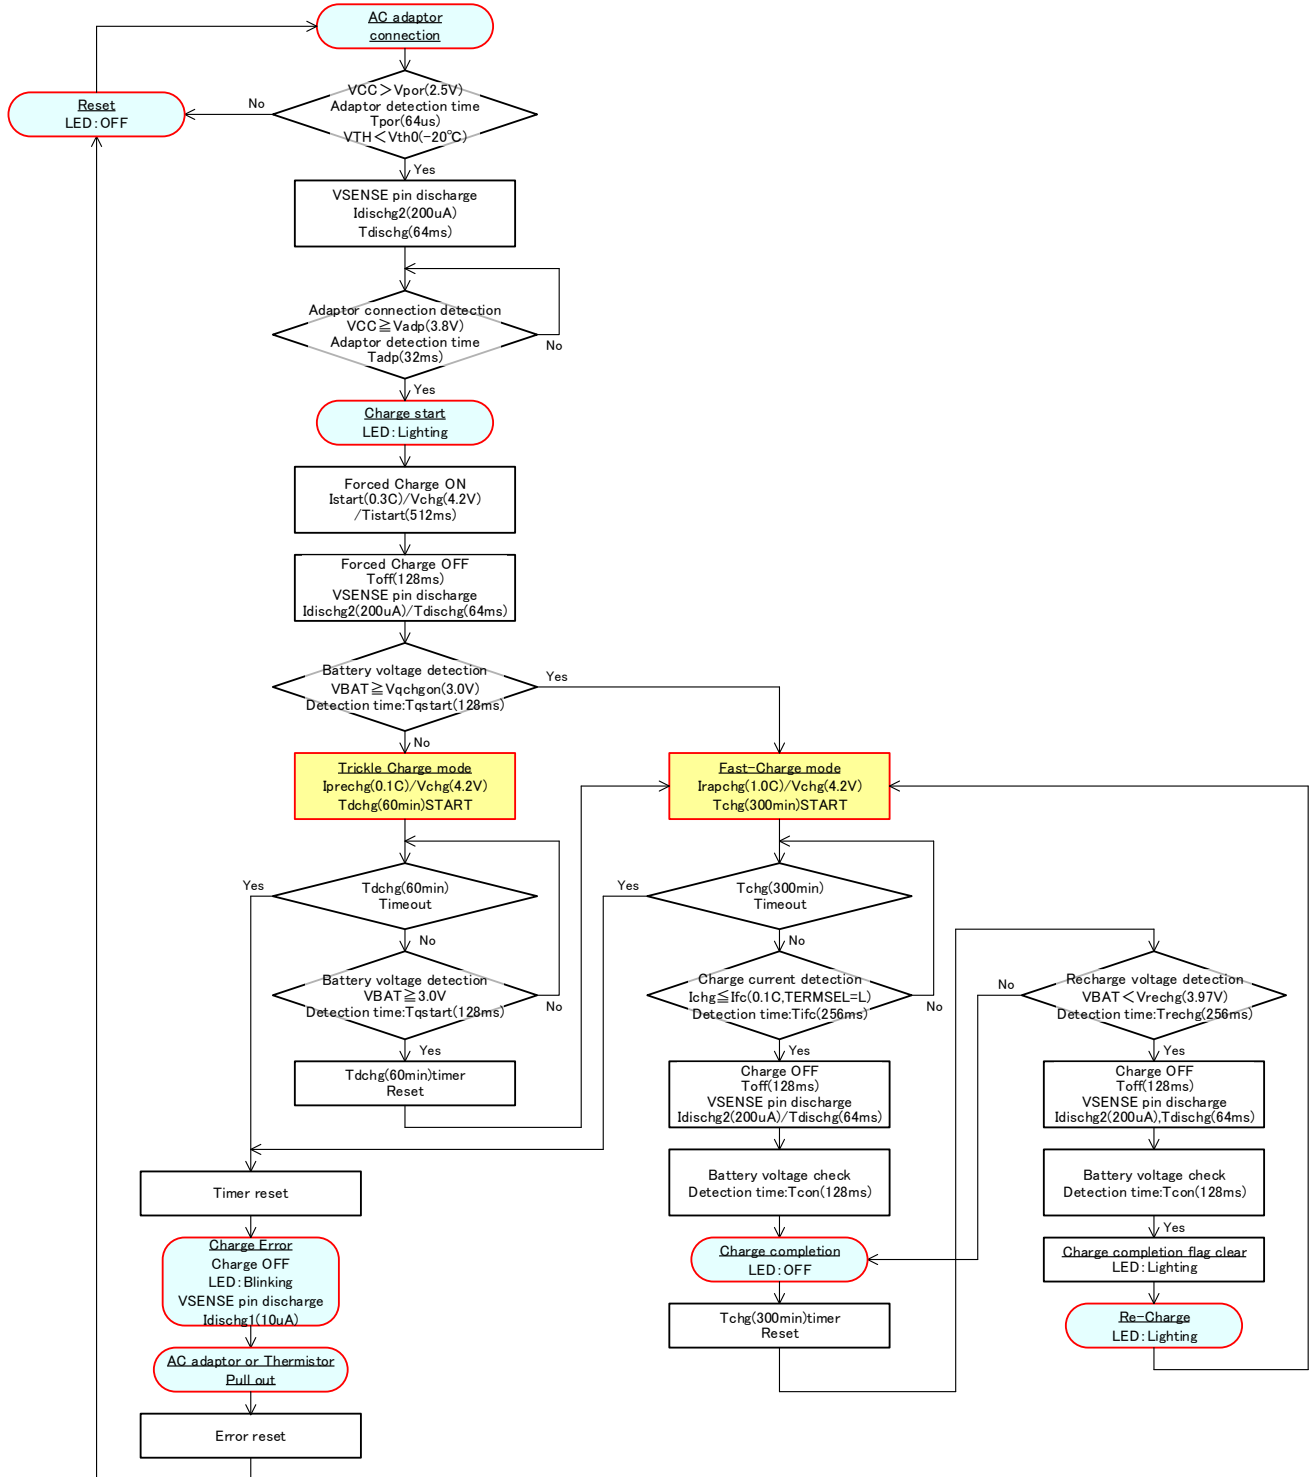 AC adaptor
connection
VCC＞Vpor(2.5V)
Adaptor detection time
Tpor(64us)
VTH＜Vth0(-20℃)
No
Reset
LED:OFF
Yes
VSENSE pin discharge
Idischg2(200uA)
Tdischg(64ms)
Adaptor connection detection
VCC≧Vadp(3.8V)
Adaptor detection time
Tadp(32ms)
No
Yes
Charge start
LED:Lighting
Forced Charge ON
Istart(0.3C)/Vchg(4.2V)
/Tistart(512ms)
Forced Charge OFF
Toff(128ms)
VSENSE pin discharge
Idischg2(200uA)/Tdischg(64ms)
Battery voltage detection
VBAT≧Vqchgon(3.0V)
Detection time:Tqstart(128ms)
Yes
No
Trickle Charge mode
Iprechg(0.1C)/Vchg(4.2V)
Tdchg(60min)START
Fast-Charge mode
Irapchg(1.0C)/Vchg(4.2V)
Tchg(300min)START
Yes
Tdchg(60min)
Timeout
No
Yes
Tchg(300min)
Timeout
No
Battery voltage detection
VBAT≧3.0V
Detection time:Tqstart(128ms)
No
Yes
Charge current detection
Ichg≦Ifc(0.1C,TERMSEL=L)
Detection time:Tifc(256ms)
No
Yes
No
Recharge voltage detection
VBAT＜Vrechg(3.97V)
Detection time:Trechg(256ms)
Yes
Tdchg(60min)timer
Reset
Charge OFF
Toff(128ms)
VSENSE pin discharge
Idischg2(200uA)/Tdischg(64ms)
Charge OFF
Toff(128ms)
VSENSE pin discharge
Idischg2(200uA),Tdischg(64ms)
Timer reset
Battery voltage check
Detection time:Tcon(128ms)
Battery voltage check
Detection time:Tcon(128ms)
Yes
Charge Error
Charge OFF
LED:Blinking
VSENSE pin discharge
Idischg1(10uA)
Charge completion
LED:OFF
Charge completion flag clear
LED:Lighting
Tchg(300min)timer
Reset
Re-Charge
LED:Lighting
AC adaptor or Thermistor
Pull out
Error reset